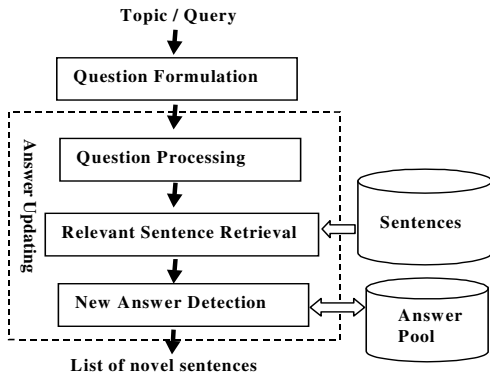 Topic / Query
Question Formulation
Answer Updating
Question Processing
Relevant Sentence Retrieval
Sentences
New Answer Detection
Answer
Pool
List of novel sentences